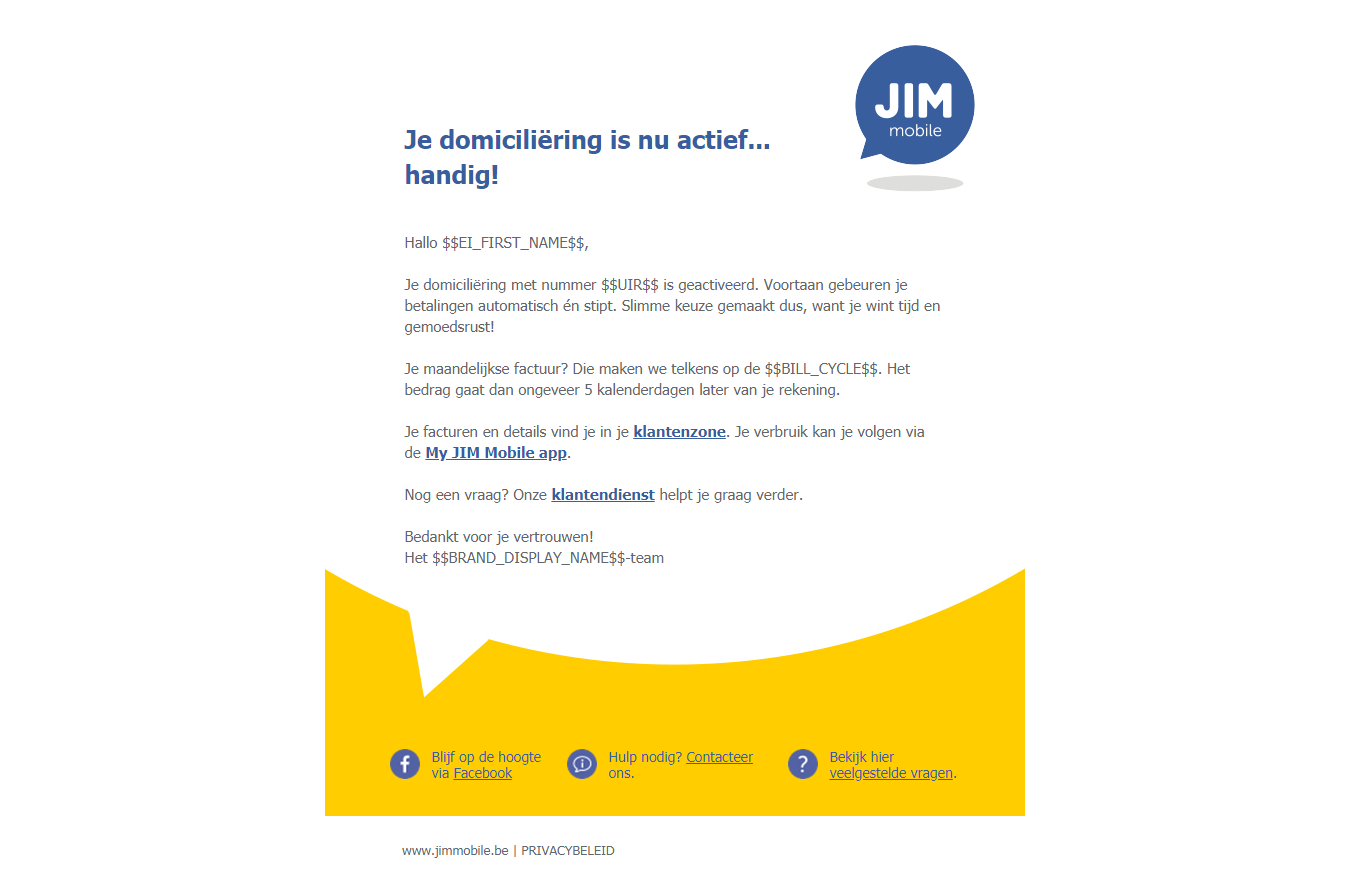 JIM
mobile
Je domiciliëring is nu actief...
handig!
Hallo $$EI_FIRST_NAME$$,
Je domiciliëring met nummer $$UIR$$ is geactiveerd. Voortaan gebeuren je
betalingen automatisch én stipt. Slimme keuze gemaakt dus, want je wint tijd en
gemoedsrust!
Je maandelijkse factuur? Die maken we telkens op de $$BILL_CYCLE$$. Het
bedrag gaat dan ongeveer 5 kalenderdagen later van je rekening.
Je facturen en details vind je in je klantenzone. Je verbruik kan je volgen via
de My JIM Mobile app.
Nog een vraag? Onze klantendienst helpt je graag verder.
Bedankt voor je vertrouwen!
Het $$BRAND_DISPLAY_NAME$$-team
Blijf op de hoogte
via Facebook
Hulp nodig? Contacteer
ons.
Bekijk hier
veelgestelde vragen.
www.jimmobile.be | PRIVACYBELEID